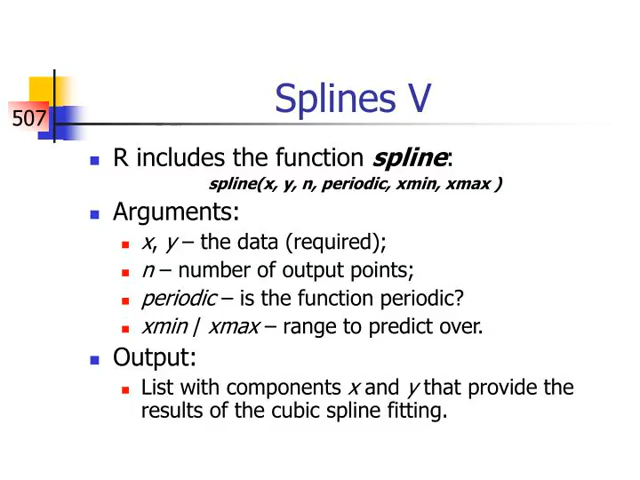 Splines V
507
R includes the function spline:
spline(x, y, n, periodic, xmin, xmax )
Arguments:
x, y – the data (required);
n – number of output points;
periodic – is the function periodic?
xmin / xmax – range to predict over.
Output:
List with components x and y that provide the
results of the cubic spline fitting.